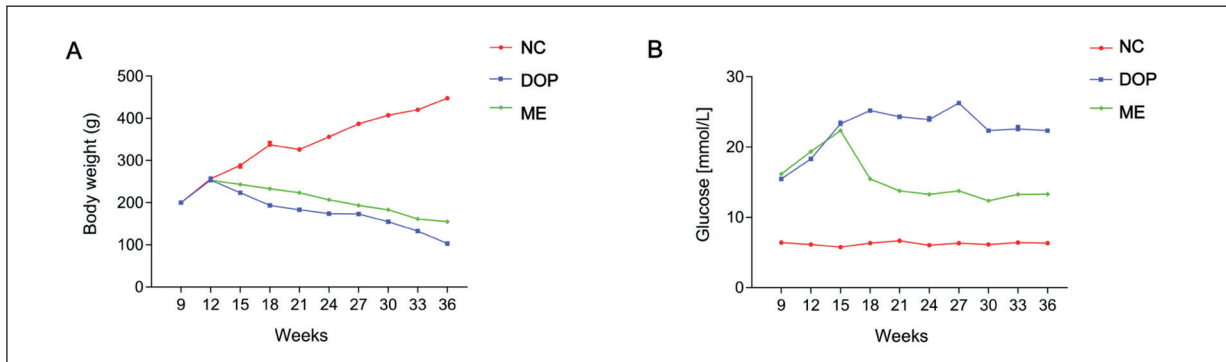 A
NC
DOP
ME
500
400
300
200
100
0
Body weight (g)
9 12 15 18 21 24 27 30 33 36
Weeks
B
NC
DOP
ME
30
20
10
0
Glucose [mmol/L]
9 12 15 18 21 24 27 30 33 36
Weeks